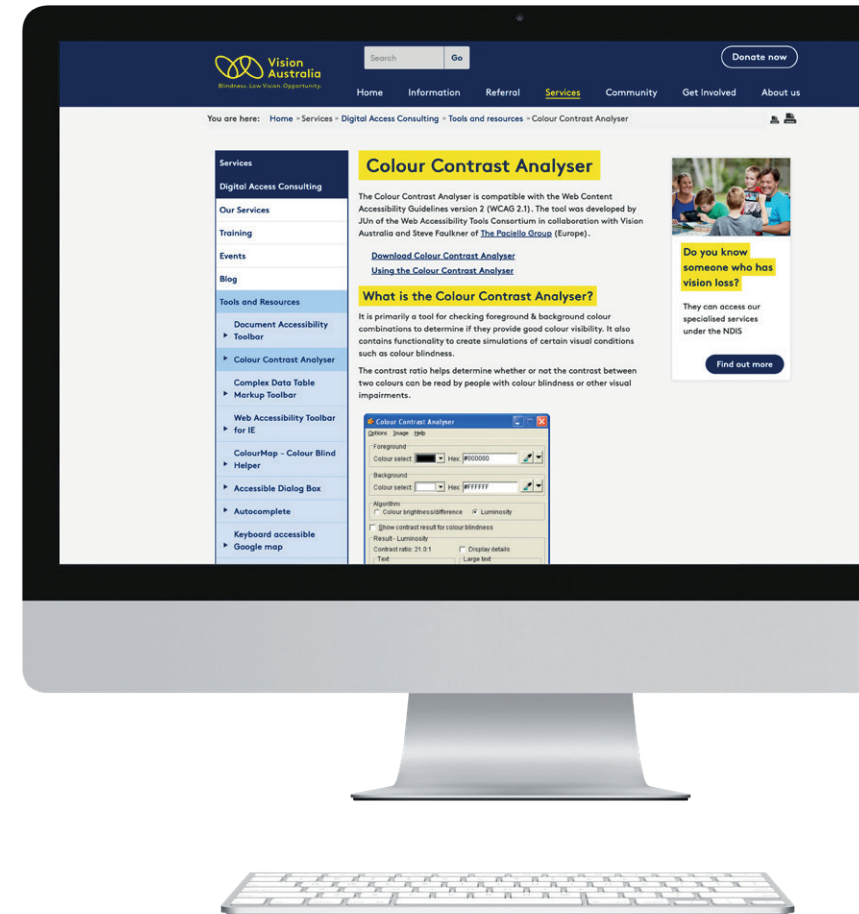 Vision
Australia
Blindness. Low Vision. Opportunity.
Search
Go
Donate now
Home Information Referral Services Community Get Involved About us
You are here: Home » Services » Digital Access Consulting » Tools and resources » Colour Contrast Analyser
Services
Digital Access Consulting
Our Services
Training
Events
Blog
Tools and Resources
Document Accessibility
Toolbar
Colour Contrast Analyser
Complex Data Table
Markup Toolbar
Web Accessibility Toolbar
for IE
ColourMap - Colour Blind
Helper
Accessible Dialog Box
Autocomplete
Keyboard accessible
Google map
Colour Contrast Analyser
The Colour Contrast Analyser is compatible with the Web Content
Accessibility Guidelines version 2 (WCAG 2.1). The tool was developed by
JUn of the Web Accessibility Tools Consortium in collaboration with Vision
Australia and Steve Faulkner of The Paciello Group (Europe).
Download Colour Contrast Analyser
Using the Colour Contrast Analyser
What is the Colour Contrast Analyser?
It is primarily a tool for checking foreground & background colour
combinations to determine if they provide good colour visibility. It also
contains functionality to create simulations of certain visual conditions
such as colour blindness.
The contrast ratio helps determine whether or not the contrast between
two colours can be read by people with colour blindness or other visual
impairments.
Colour Contrast Analyser
Options Image Help
Foreground
Colour select: Hex: #000000
Background
Colour select: Hex: #FFFFFF
Algorithm
Colour brightness/difference Luminosity
Show contrast result for colour blindness
Result - Luminosity
Contrast ratio: 21.0:1 Display details
Text Large text
Do you know
someone who has
vision loss?
They can access our
specialised services
under the NDIS
Find out more